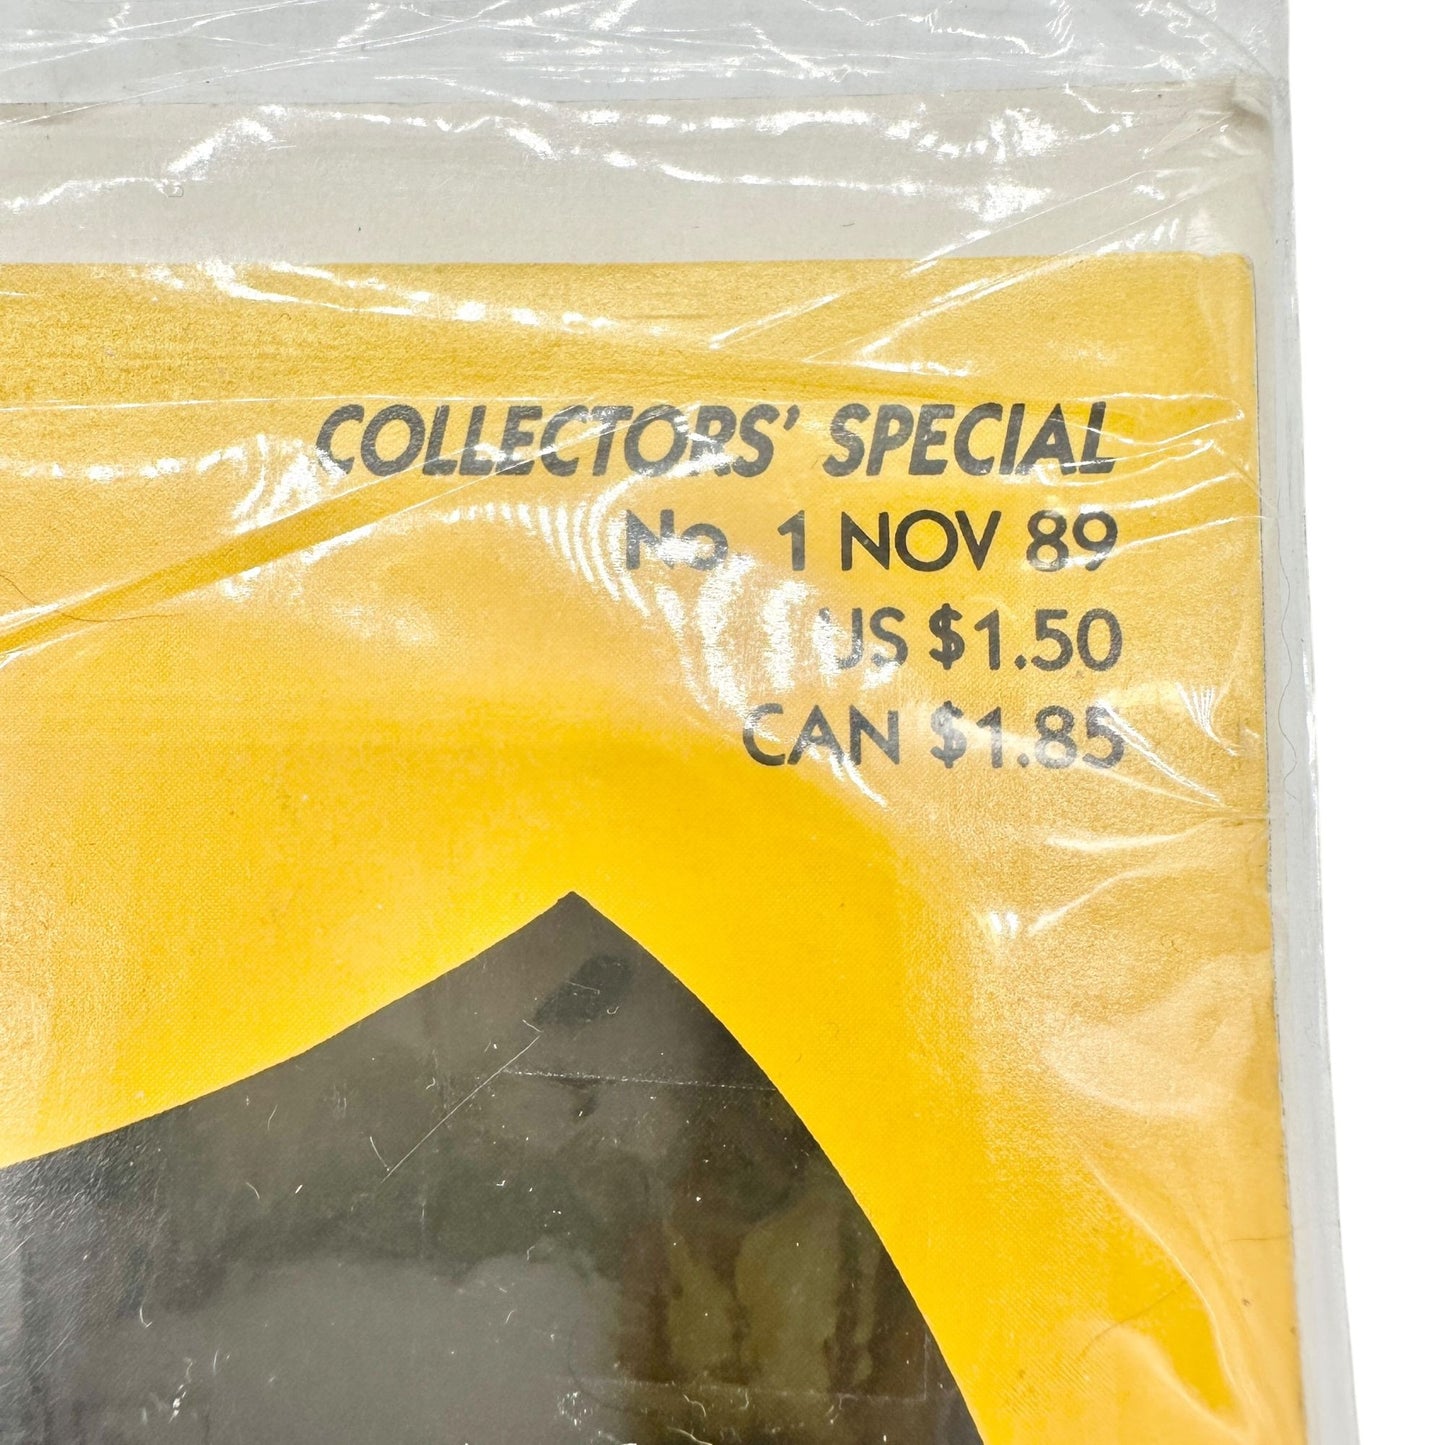 COLLECTORS' SPECIAL
No. 1 NOV 89
US $1.50
CAN $1.85